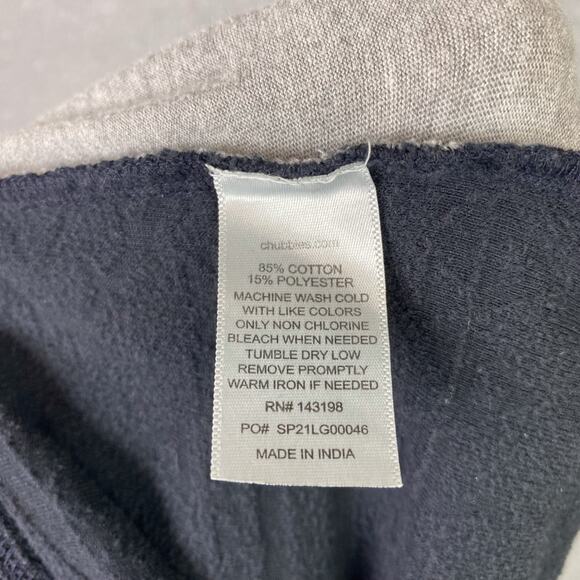 chubbies.com
85% COTTON
15% POLYESTER
MACHINE WASH COLD
WITH LIKE COLORS
ONLY NON CHLORINE
BLEACH WHEN NEEDED
TUMBLE DRY LOW
REMOVE PROMPTLY
WARM IRON IF NEEDED
RN# 143198
PO# SP21LG00046
MADE IN INDIA